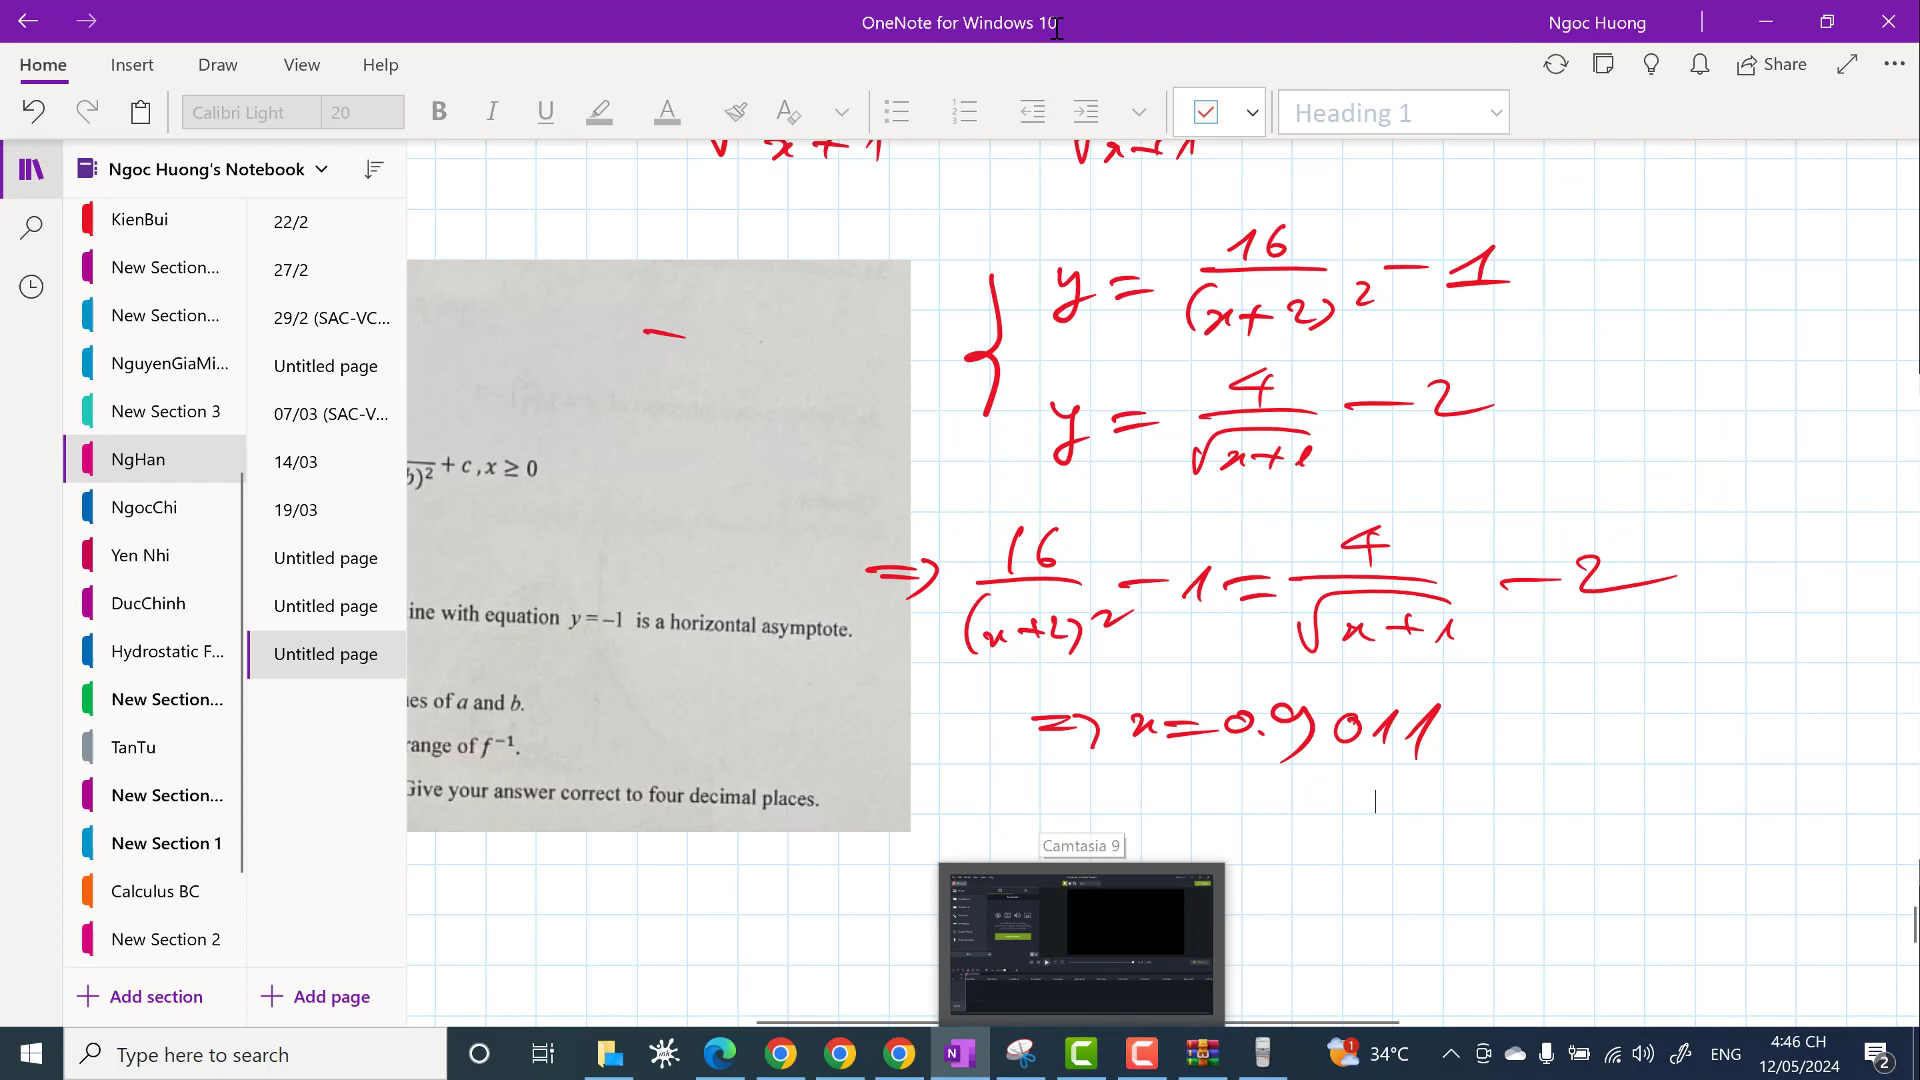 OneNote for Windows 10
Ngoc Huong
Home
Insert
Draw
View
Help
Share
Calibri Light
20
B
I
U
A
A
Heading 1
Ngoc Huong's Notebook
KienBui
New Section...
New Section...
NguyenGiaMi...
New Section 3
NgHan
NgocChi
Yen Nhi
DucChinh
Hydrostatic F...
New Section...
TanTu
New Section...
New Section 1
Calculus BC
New Section 2
Add section
22/2
27/2
29/2 (SAC-VC...
Untitled page
07/03 (SAC-V...
14/03
19/03
Untitled page
Untitled page
Untitled page
Add page
b)² + c , x ≥ 0
ine with equation y = –1 is a horizontal asymptote.
es of a and b.
range of f⁻¹.
Give your answer correct to four decimal places.
√x + 1 √x+1
{ y = 16/(x+2)² – 1
y = 4/√(x+1) – 2
=> 16/(x+2)² – 1 = 4/√(x+1) – 2
=> x = 0.9011
Camtasia 9
Type here to search
1
34°C
ENG
4:46 CH
12/05/2024
2